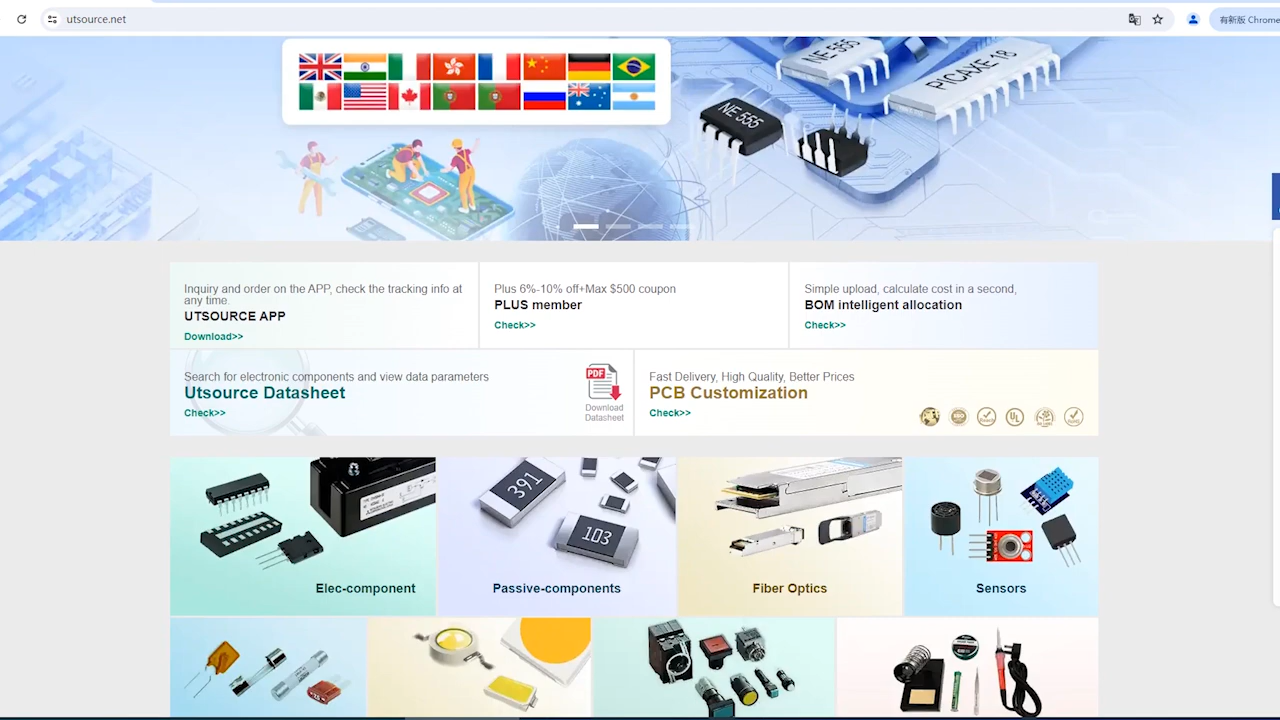 utsource.net
有新版 Chrome
NE 555
PICAXE-18
NE 555
Inquiry and order on the APP, check the tracking info at
any time.
UTSOURCE APP
Download>>
Plus 6%-10% off+Max $500 coupon
PLUS member
Check>>
Simple upload, calculate cost in a second,
BOM intelligent allocation
Check>>
Search for electronic components and view data parameters
Utsource Datasheet
Check>>
PDF
Download
Datasheet
Fast Delivery, High Quality, Better Prices
PCB Customization
Check>>
UL
391
103
Elec-component
Passive-components
Fiber Optics
Sensors